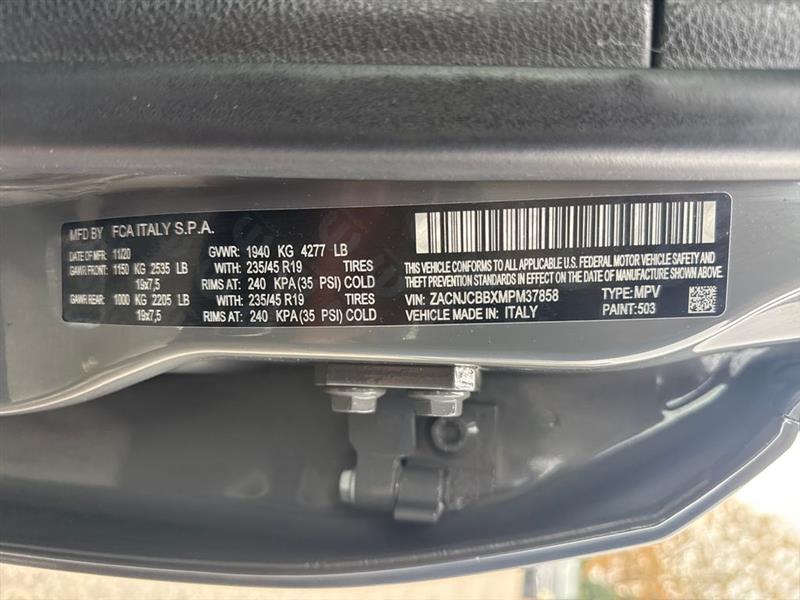 MFD BY FCA ITALY S.P.A.
DATE OF MFR: 11/20 GVWR: 1940 KG 4277 LB
GAWR FRONT: 1150 KG 2535 LB WITH: 235/45 R19 TIRES
19x7,5 RIMS AT: 240 KPA (35 PSI) COLD
GAWR REAR: 1000 KG 2205 LB WITH: 235/45 R19 TIRES
19x7,5 RIMS AT: 240 KPA (35 PSI) COLD
THIS VEHICLE CONFORMS TO ALL APPLICABLE U.S. FEDERAL MOTOR VEHICLE SAFETY
AND THEFT PREVENTION STANDARDS IN EFFECT ON THE DATE OF MANUFACTURE SHOWN ABOVE.
VIN: ZACNJCBBXMPM37858 TYPE: MPV
VEHICLE MADE IN: ITALY PAINT:503